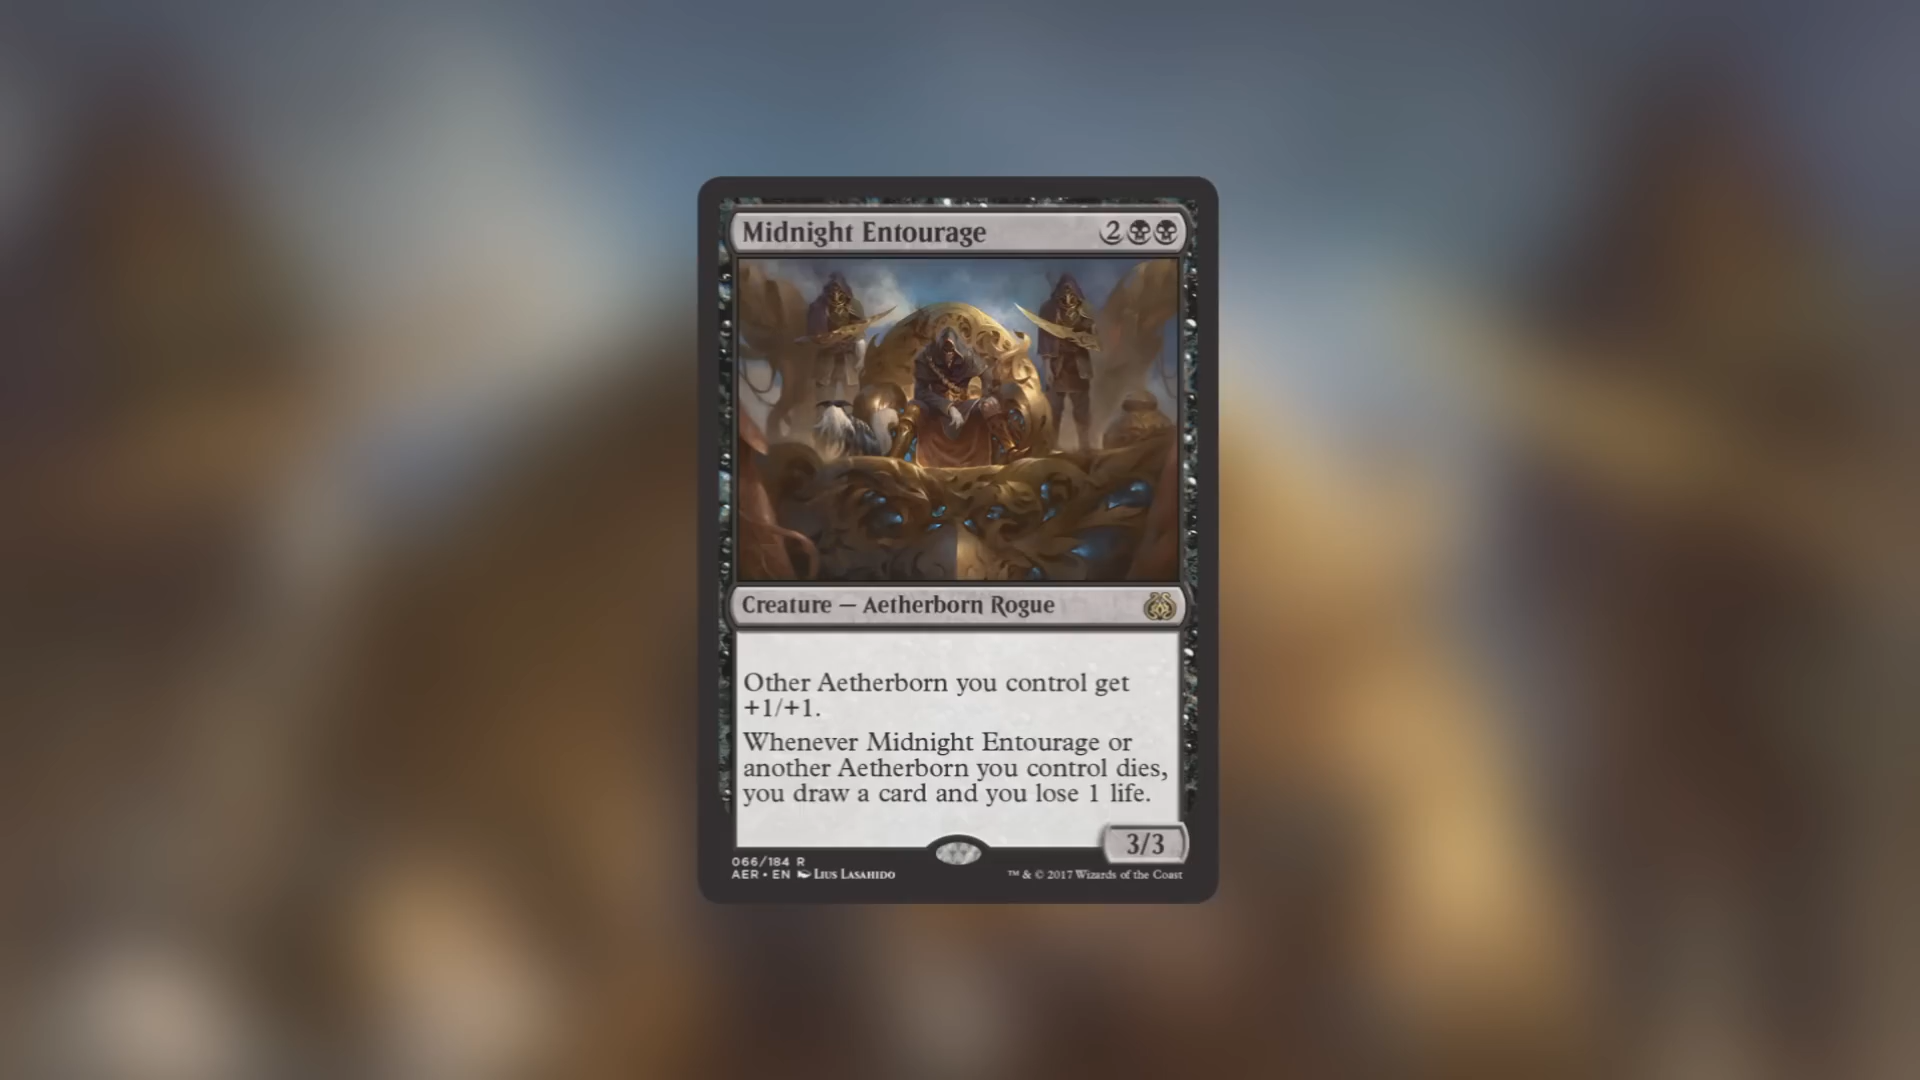 Midnight Entourage 2
Creature — Aetherborn Rogue
Other Aetherborn you control get
+1/+1.
Whenever Midnight Entourage or
another Aetherborn you control dies,
you draw a card and you lose 1 life.
3/3
066/184 R
AER • EN Lius Lasahido
™ & © 2017 Wizards of the Coast